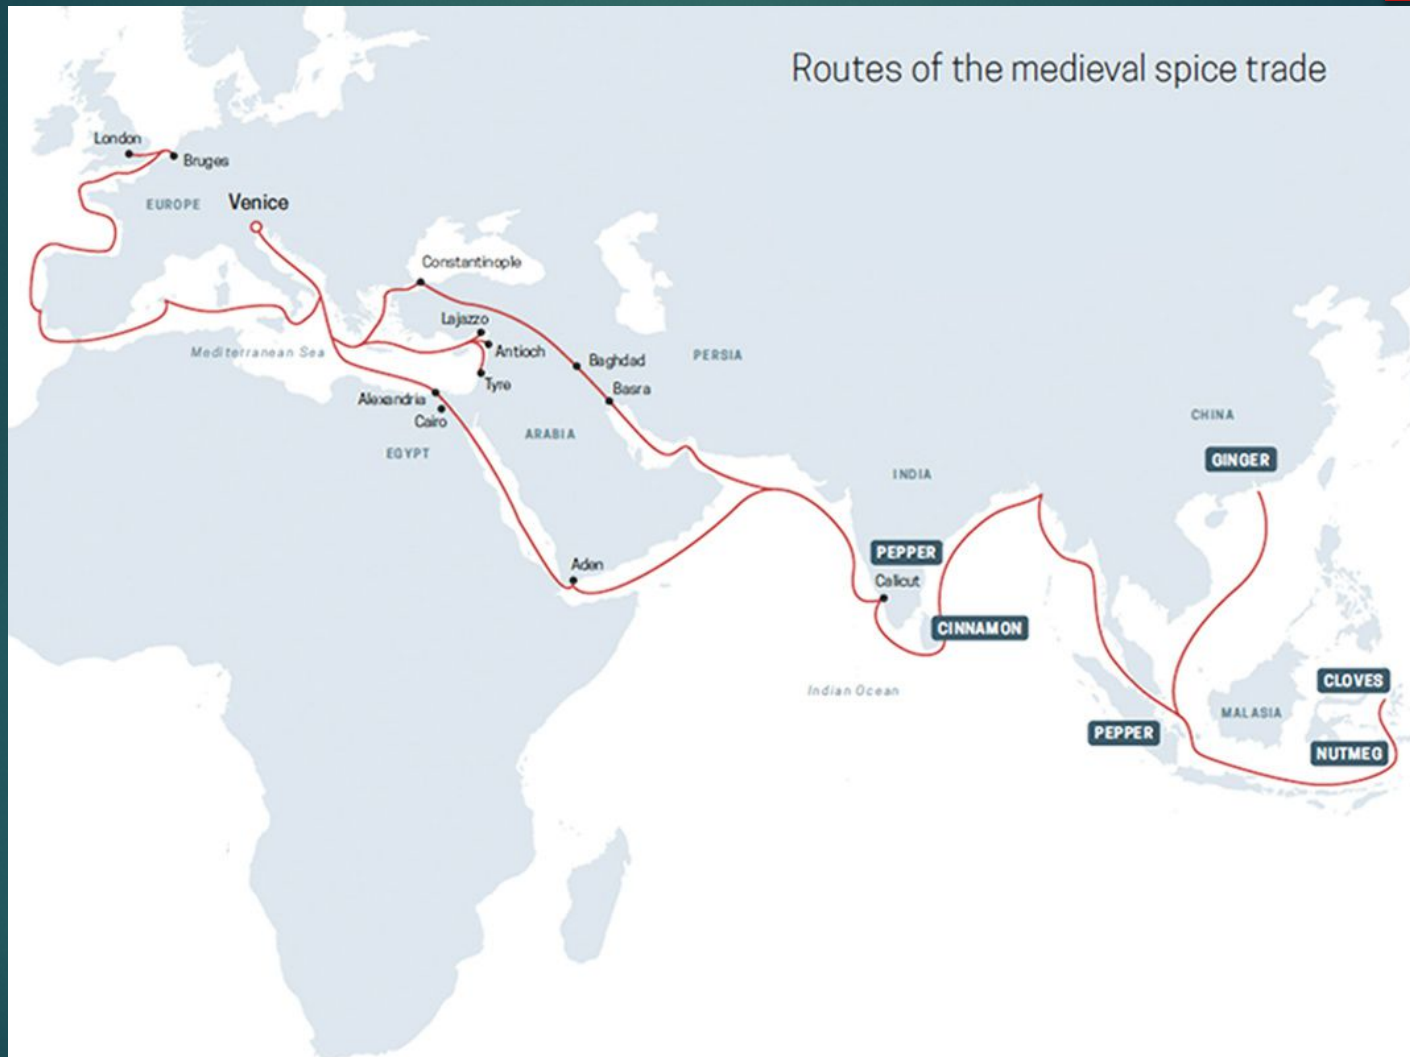 Routes of the medieval spice trade
London
Bruges
EUROPE
Venice
Constantinople
Lajazzo
Antioch
Mediterranean Sea
Tyre
Baghdad
PERSIA
Basra
Alexandria
Cairo
EGYPT
ARABIA
CHINA
GINGER
INDIA
PEPPER
Calicut
Aden
CINNAMON
Indian Ocean
CLOVES
MALASIA
PEPPER
NUTMEG